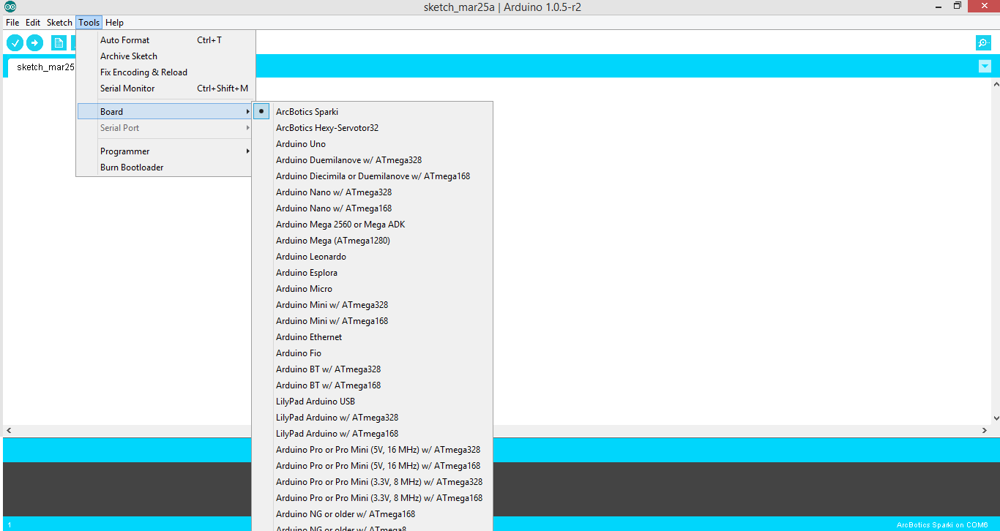 sketch_mar25a | Arduino 1.0.5-r2
File Edit Sketch Tools Help
Auto Format Ctrl+T
Archive Sketch
sketch_mar25
Fix Encoding & Reload
Serial Monitor Ctrl+Shift+M
Board
Serial Port
Programmer
Burn Bootloader
ArcBotics Sparki
ArcBotics Hexy-Servotor32
Arduino Uno
Arduino Duemilanove w/ ATmega328
Arduino Diecimila or Duemilanove w/ ATmega168
Arduino Nano w/ ATmega328
Arduino Nano w/ ATmega168
Arduino Mega 2560 or Mega ADK
Arduino Mega (ATmega1280)
Arduino Leonardo
Arduino Esplora
Arduino Micro
Arduino Mini w/ ATmega328
Arduino Mini w/ ATmega168
Arduino Ethernet
Arduino Fio
Arduino BT w/ ATmega328
Arduino BT w/ ATmega168
LilyPad Arduino USB
LilyPad Arduino w/ ATmega328
LilyPad Arduino w/ ATmega168
Arduino Pro or Pro Mini (5V, 16 MHz) w/ ATmega328
Arduino Pro or Pro Mini (5V, 16 MHz) w/ ATmega168
Arduino Pro or Pro Mini (3.3V, 8 MHz) w/ ATmega328
Arduino Pro or Pro Mini (3.3V, 8 MHz) w/ ATmega168
Arduino NG or older w/ ATmega168
Arduino NG or older w/ ATmega8
1
ArcBotics Sparki on COM6